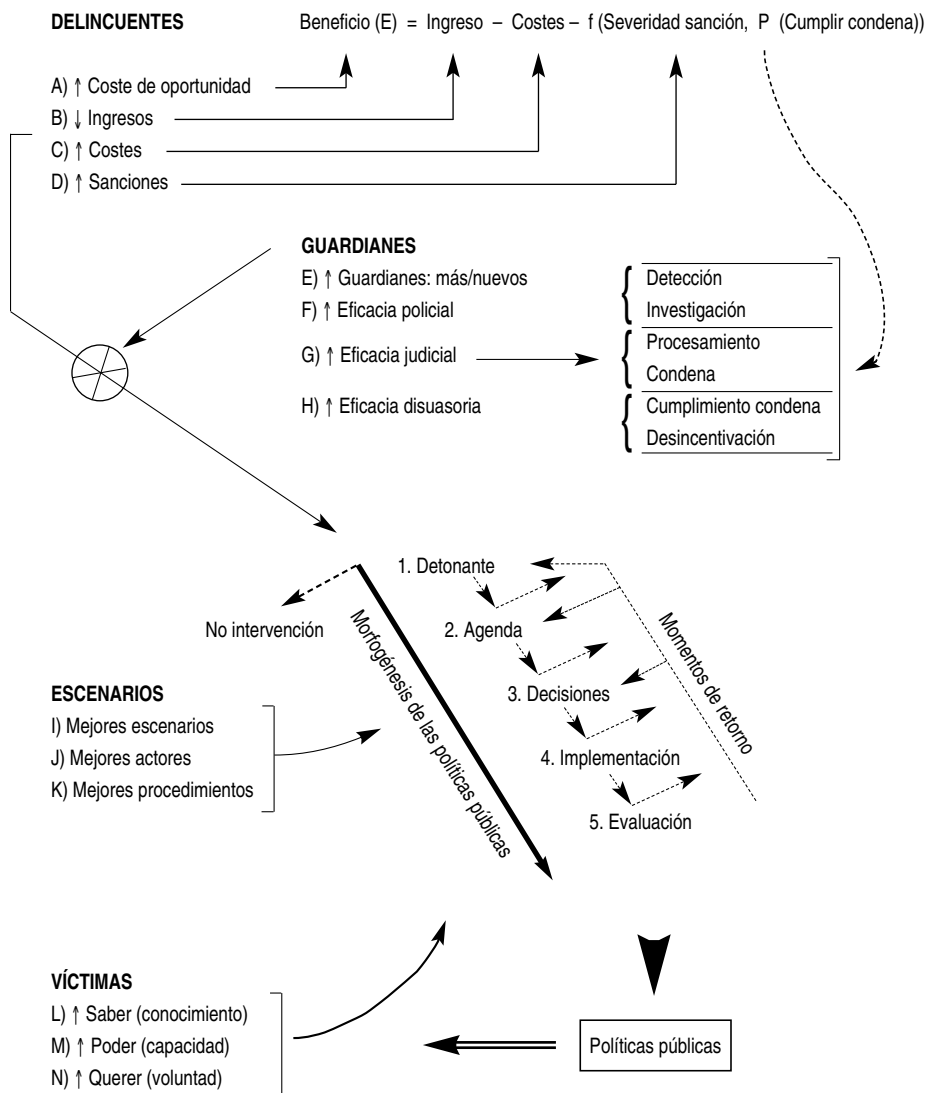 DELINCUENTES Beneficio (E) = Ingreso – Costes – f (Severidad sanción, P (Cumplir condena))
A) ↑ Coste de oportunidad
B) ↓ Ingresos
C) ↑ Costes
D) ↑ Sanciones
GUARDIANES
E) ↑ Guardianes: más/nuevos
F) ↑ Eficacia policial
G) ↑ Eficacia judicial
H) ↑ Eficacia disuasoria
Detección
Investigación
Procesamiento
Condena
Cumplimiento condena
Desincentivación
No intervención
Morfogénesis de las políticas públicas
1. Detonante
2. Agenda
3. Decisiones
4. Implementación
5. Evaluación
Momentos de retorno
ESCENARIOS
I) Mejores escenarios
J) Mejores actores
K) Mejores procedimientos
VÍCTIMAS
L) ↑ Saber (conocimiento)
M) ↑ Poder (capacidad)
N) ↑ Querer (voluntad)
Políticas públicas